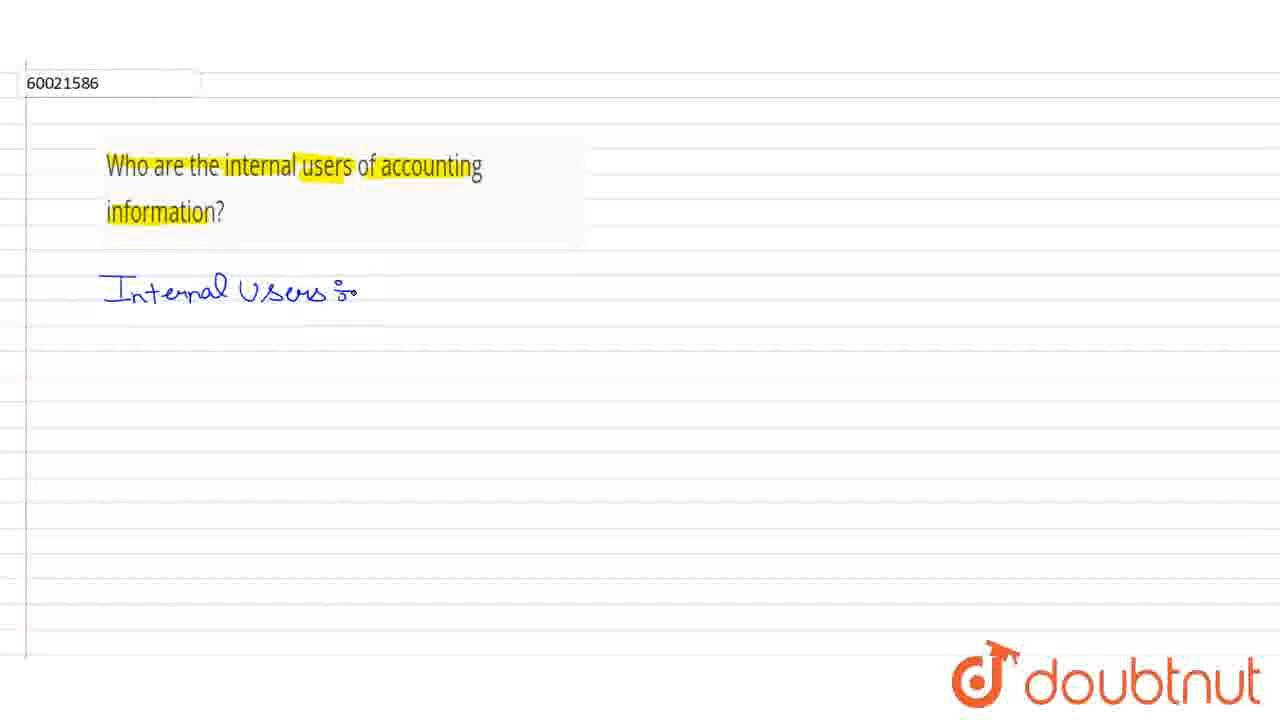 60021586
Who are the internal users of accounting
information?
Internal Users :-
doubtnut